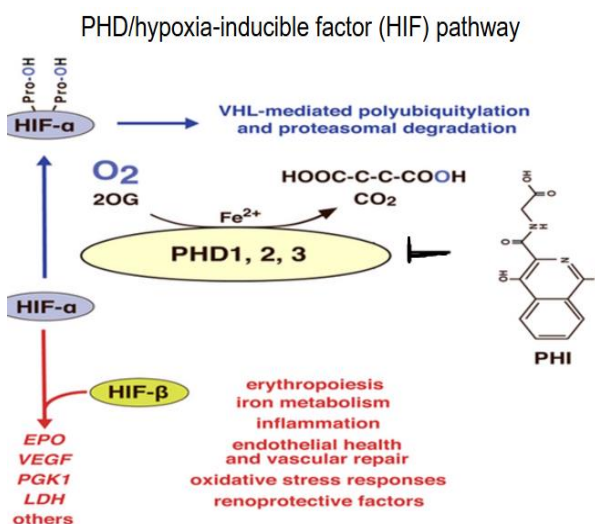 PHD/hypoxia-inducible factor (HIF) pathway
Pro-OH
Pro-OH
HIF-α
VHL-mediated polyubiquitylation
and proteasomal degradation
O2
2OG
Fe2+
HOOC-C-C-COOH
CO2
PHD1, 2, 3
HO
O
N
H
O
OH
N
PHI
HIF-α
HIF-β
EPO
VEGF
PGK1
LDH
others
erythropoiesis
iron metabolism
inflammation
endothelial health
and vascular repair
oxidative stress responses
renoprotective factors